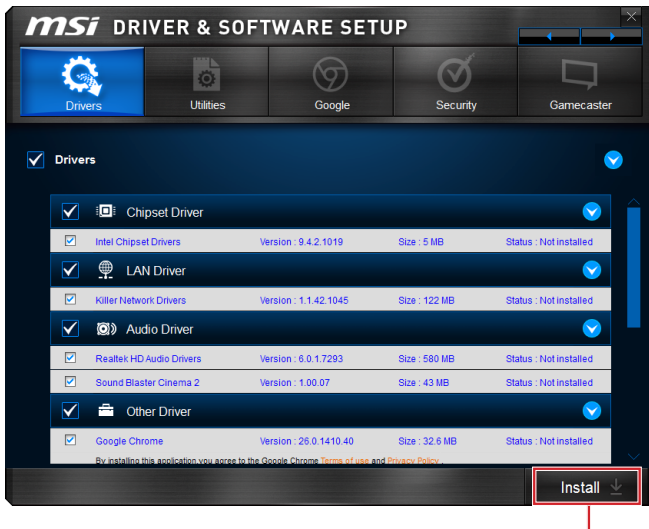 msi DRIVER & SOFTWARE SETUP
Drivers Utilities Google Security Gamecaster
Drivers
Chipset Driver
Intel Chipset Drivers Version : 9.4.2.1019 Size : 5 MB Status : Not installed
LAN Driver
Killer Network Drivers Version : 1.1.42.1045 Size : 122 MB Status : Not installed
Audio Driver
Realtek HD Audio Drivers Version : 6.0.1.7293 Size : 580 MB Status : Not installed
Sound Blaster Cinema 2 Version : 1.00.07 Size : 43 MB Status : Not installed
Other Driver
Google Chrome Version : 26.0.1410.40 Size : 32.6 MB Status : Not installed
By installing this application,you agree to the Google Chrome Terms of use and Privacy Policy .
Install